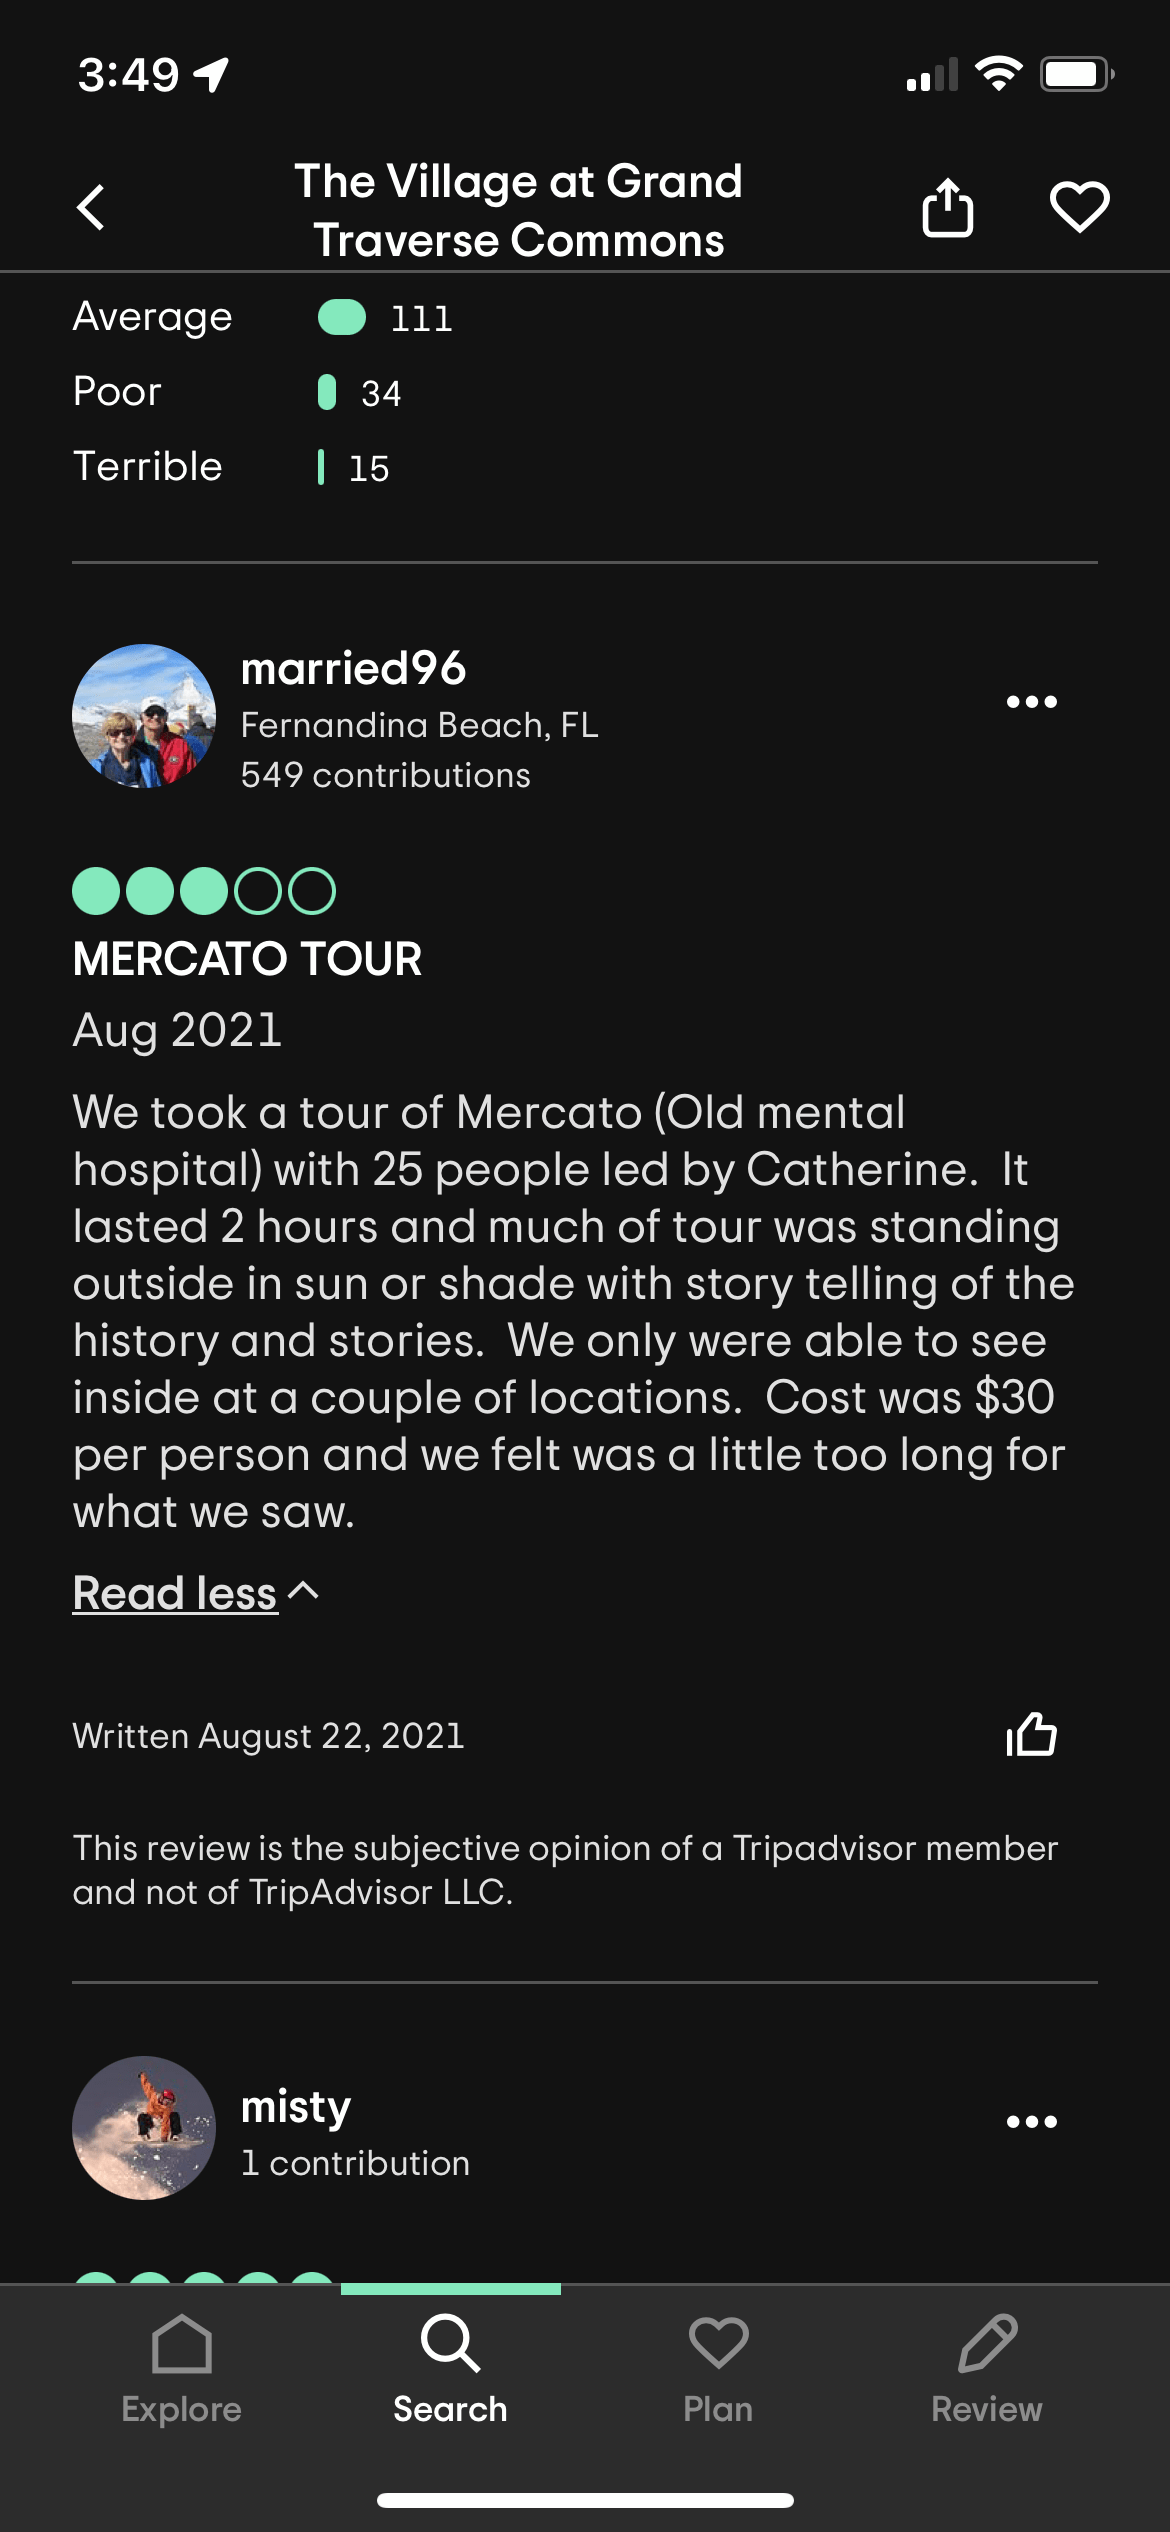 3:49
The Village at Grand
Traverse Commons
Average 111
Poor 34
Terrible 15
married96
Fernandina Beach, FL
549 contributions
MERCATO TOUR
Aug 2021
We took a tour of Mercato (Old mental
hospital) with 25 people led by Catherine.  It
lasted 2 hours and much of tour was standing
outside in sun or shade with story telling of the
history and stories.  We only were able to see
inside at a couple of locations.  Cost was $30
per person and we felt was a little too long for
what we saw.
Read less
Written August 22, 2021
This review is the subjective opinion of a Tripadvisor member
and not of TripAdvisor LLC.
misty
1 contribution
Explore Search Plan Review